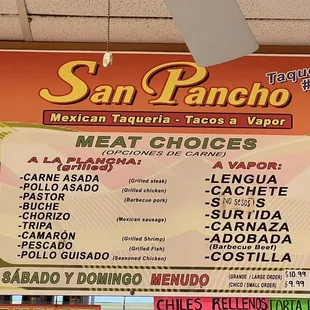 San Pancho
Mexican Taqueria - Tacos a Vapor
MEAT CHOICES
(OPCIONES DE CARNE)
A LA PLANCHA:
(grilled)
-CARNE ASADA (Grilled steak)
-POLLO ASADO (Grilled chicken)
-PASTOR (Barbecue pork)
-BUCHE
-CHORIZO (Mexican sausage)
-TRIPA
-CAMARÓN (Grilled Shrimp)
-PESCADO (Grilled Fish)
-POLLO GUISADO (Seasoned Chicken)
A VAPOR:
-LENGUA
-CACHETE
NO SESOS
-SURTIDA
-CARNAZA
-ADOBADA
(Barbecue Beef)
-COSTILLA
SÁBADO Y DOMINGO MENUDO
(GRANDE / LARGE ORDER) $10.99
(CHICO / SMALL ORDER) $9.99
CHILES RELLENOS
TORTA